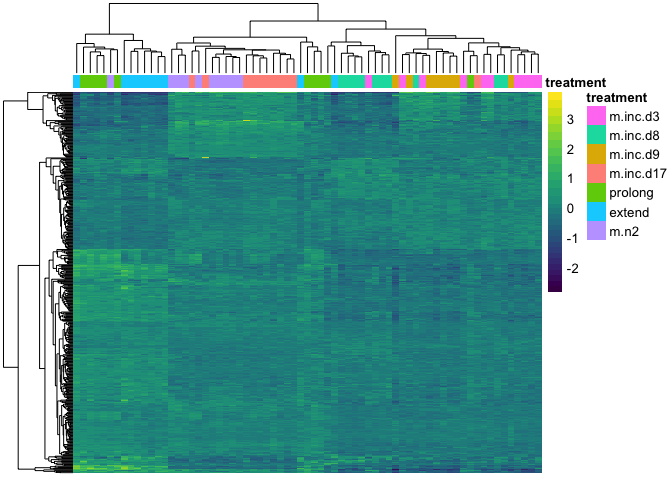 treatment
3
2
1
0
-1
-2
treatment
m.inc.d3
m.inc.d8
m.inc.d9
m.inc.d17
prolong
extend
m.n2